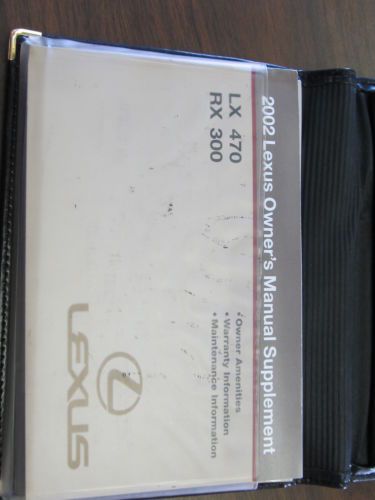 2002 Lexus Owner's Manual Supplement
LX 470
RX 300
• Owner Amenities
• Warranty Information
• Maintenance Information
LEXUS